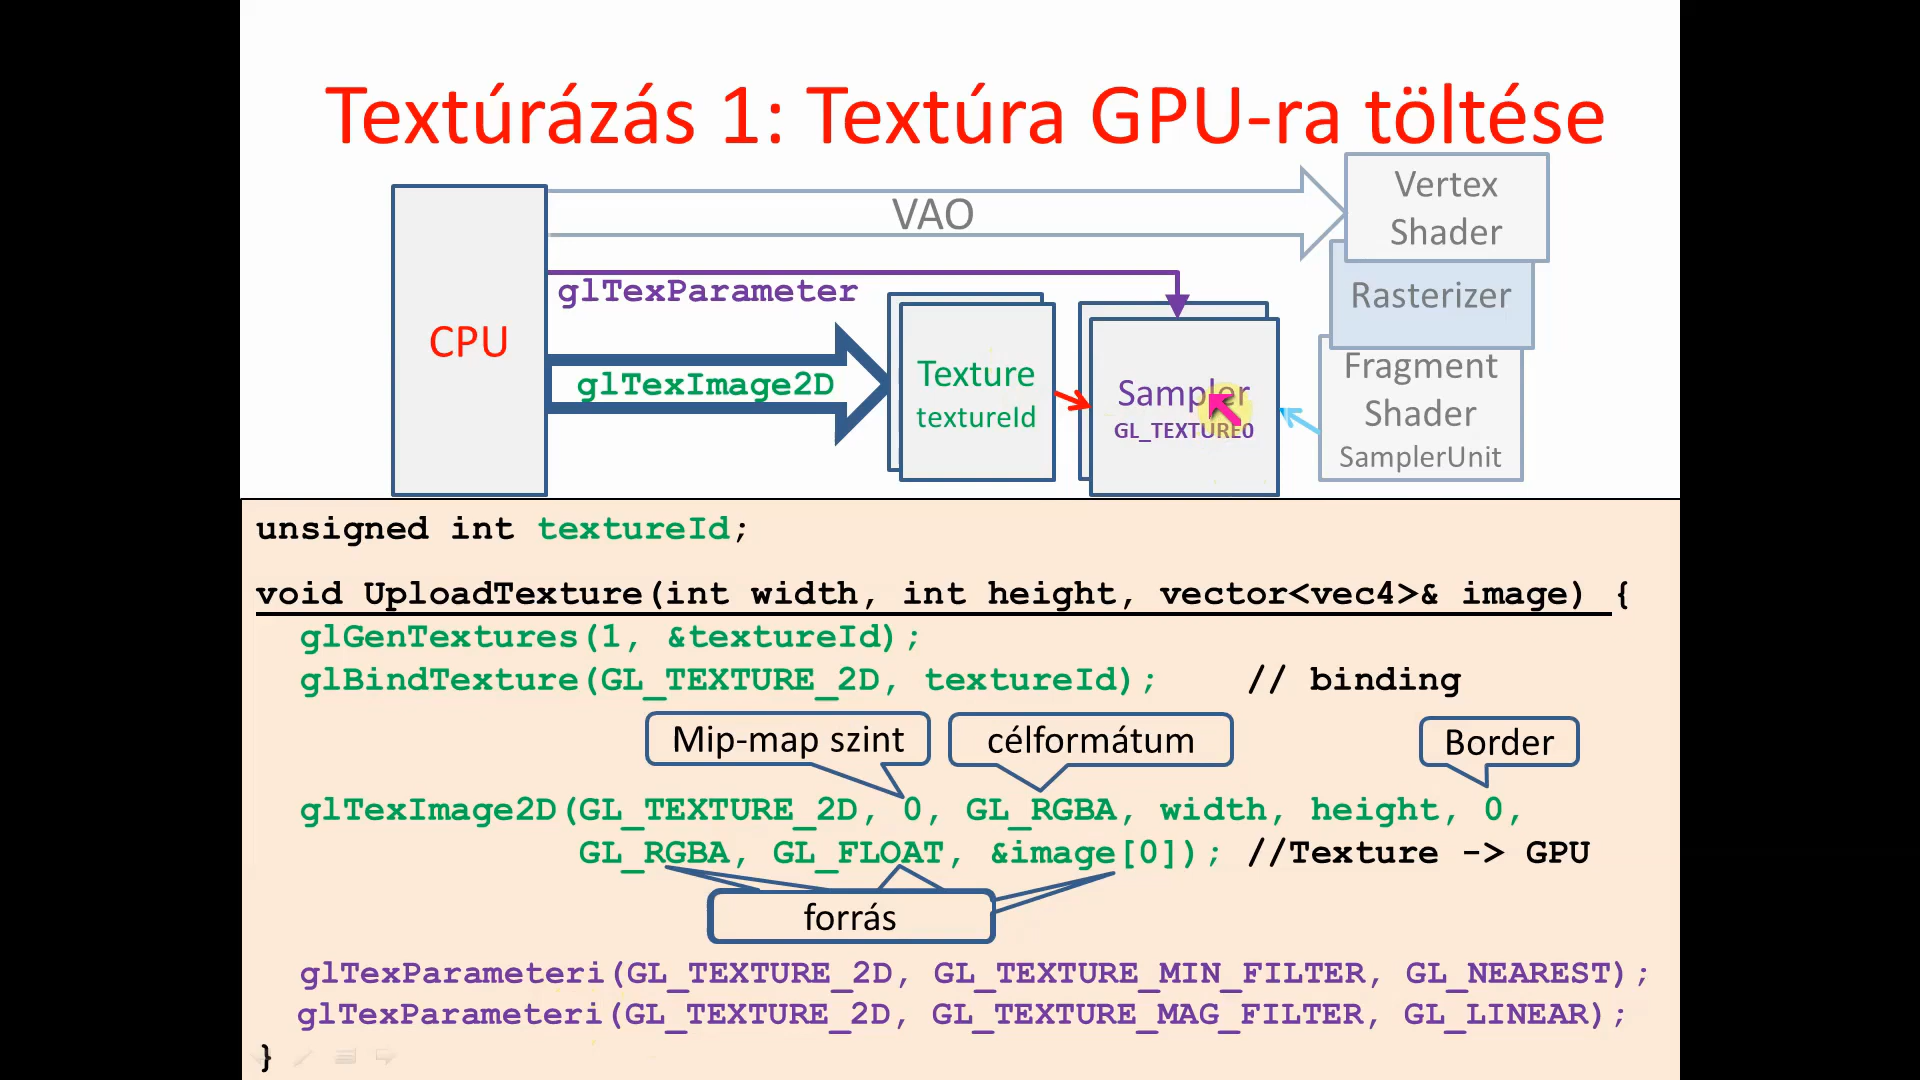 Textúrázás 1: Textúra GPU-ra töltése
Vertex
Shader
VAO
glTexParameter
Rasterizer
CPU
glTexImage2D
Texture
textureId
Sampler
GL_TEXTURE0
Fragment
Shader
SamplerUnit
unsigned int textureId;
void UploadTexture(int width, int height, vector<vec4>& image) {
glGenTextures(1, &textureId);
glBindTexture(GL_TEXTURE_2D, textureId); // binding
Mip-map szint
célformátum
Border
glTexImage2D(GL_TEXTURE_2D, 0, GL_RGBA, width, height, 0,
GL_RGBA, GL_FLOAT, &image[0]); //Texture -> GPU
forrás
glTexParameteri(GL_TEXTURE_2D, GL_TEXTURE_MIN_FILTER, GL_NEAREST);
glTexParameteri(GL_TEXTURE_2D, GL_TEXTURE_MAG_FILTER, GL_LINEAR);
}